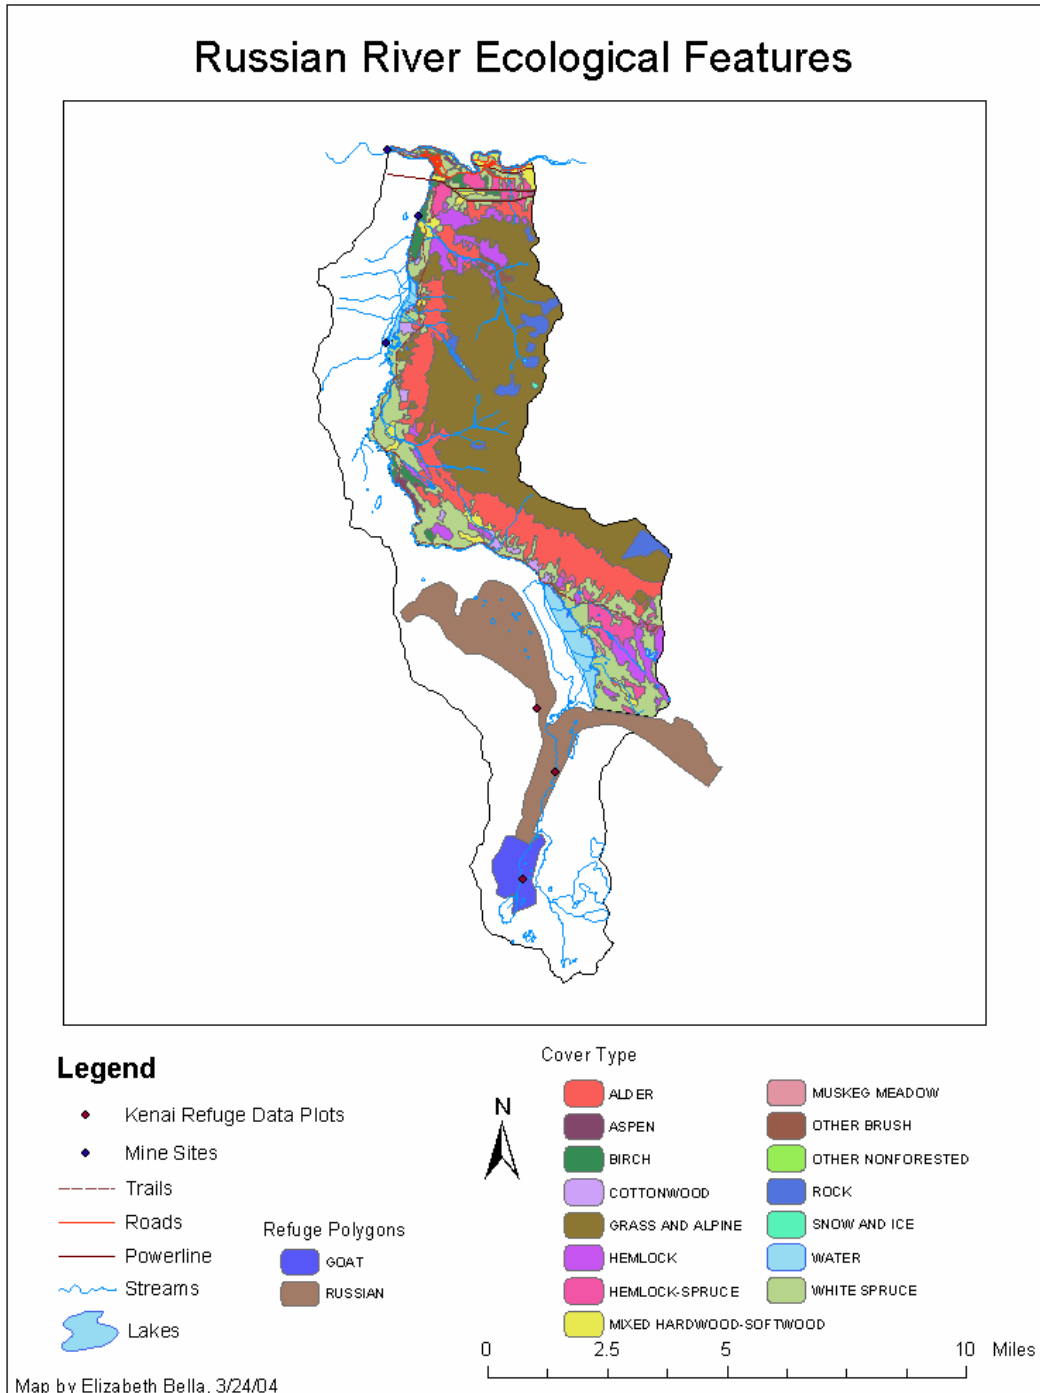 Russian River Ecological Features
Legend
Kenai Refuge Data Plots
Mine Sites
Trails
Roads
Powerline
Streams
Lakes
Refuge Polygons
GOAT
RUSSIAN
N
Cover Type
ALDER
ASPEN
BIRCH
COTTONWOOD
GRASS AND ALPINE
HEMLOCK
HEMLOCK-SPRUCE
MIXED HARDWOOD-SOFTWOOD
MUSKEG MEADOW
OTHER BRUSH
OTHER NONFORESTED
ROCK
SNOW AND ICE
WATER
WHITE SPRUCE
0 2.5 5 10 Miles
Map by Elizabeth Bella, 3/24/04